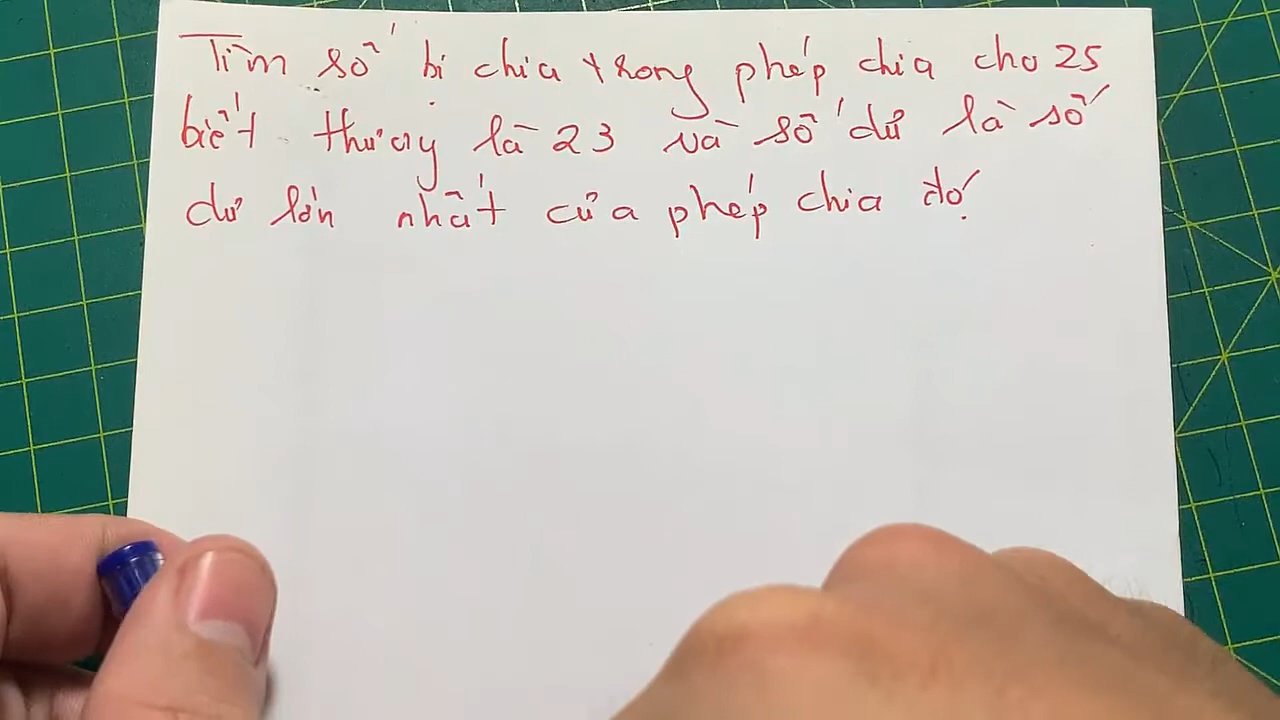 Tìm số bị chia trong phép chia cho 25
biết thương là 23 và số dư là số
dư lớn nhất của phép chia đó